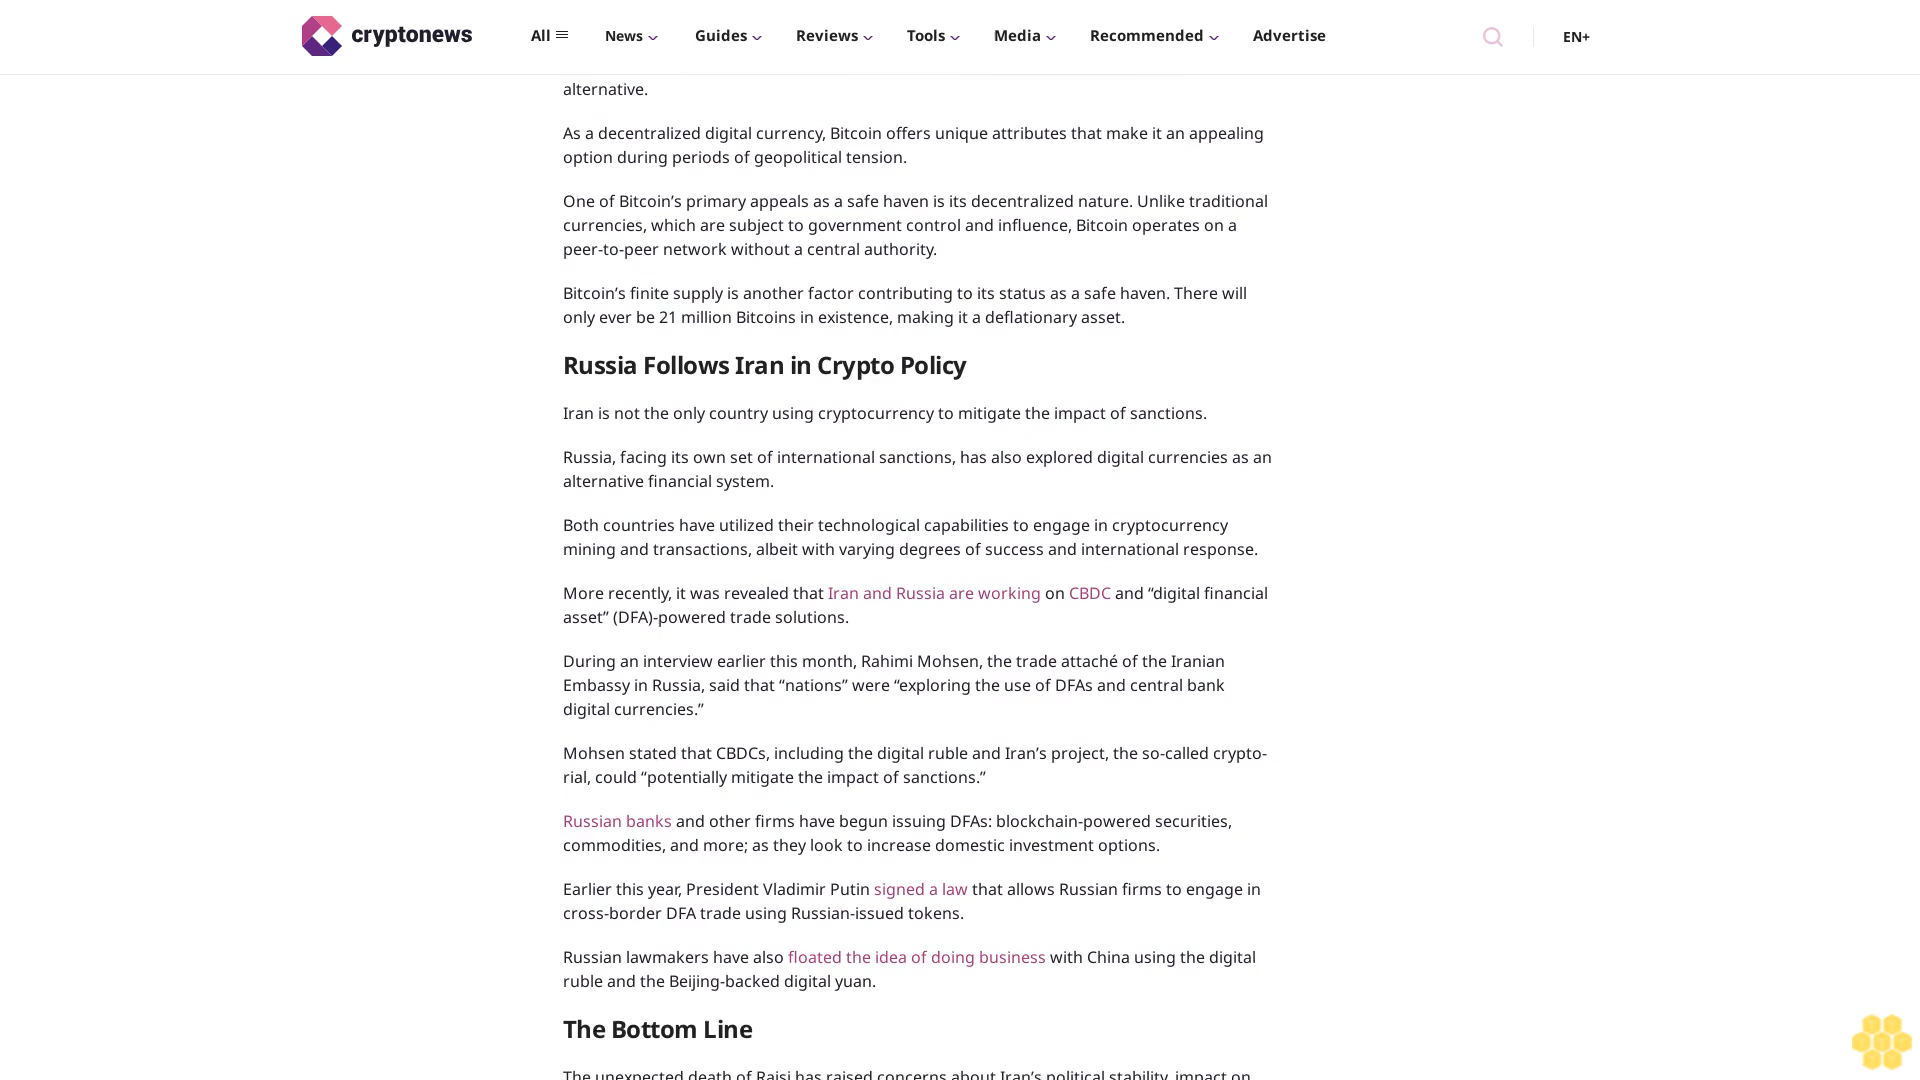 cryptonews
All
News
Guides
Reviews
Tools
Media
Recommended
Advertise
EN+
alternative.
As a decentralized digital currency, Bitcoin offers unique attributes that make it an appealing
option during periods of geopolitical tension.
One of Bitcoin’s primary appeals as a safe haven is its decentralized nature. Unlike traditional
currencies, which are subject to government control and influence, Bitcoin operates on a
peer-to-peer network without a central authority.
Bitcoin’s finite supply is another factor contributing to its status as a safe haven. There will
only ever be 21 million Bitcoins in existence, making it a deflationary asset.
Russia Follows Iran in Crypto Policy
Iran is not the only country using cryptocurrency to mitigate the impact of sanctions.
Russia, facing its own set of international sanctions, has also explored digital currencies as an
alternative financial system.
Both countries have utilized their technological capabilities to engage in cryptocurrency
mining and transactions, albeit with varying degrees of success and international response.
More recently, it was revealed that Iran and Russia are working on CBDC and “digital financial
asset” (DFA)-powered trade solutions.
During an interview earlier this month, Rahimi Mohsen, the trade attaché of the Iranian
Embassy in Russia, said that “nations” were “exploring the use of DFAs and central bank
digital currencies.”
Mohsen stated that CBDCs, including the digital ruble and Iran’s project, the so-called crypto-
rial, could “potentially mitigate the impact of sanctions.”
Russian banks and other firms have begun issuing DFAs: blockchain-powered securities,
commodities, and more; as they look to increase domestic investment options.
Earlier this year, President Vladimir Putin signed a law that allows Russian firms to engage in
cross-border DFA trade using Russian-issued tokens.
Russian lawmakers have also floated the idea of doing business with China using the digital
ruble and the Beijing-backed digital yuan.
The Bottom Line
The unexpected death of Raisi has raised concerns about Iran’s political stability, impact on